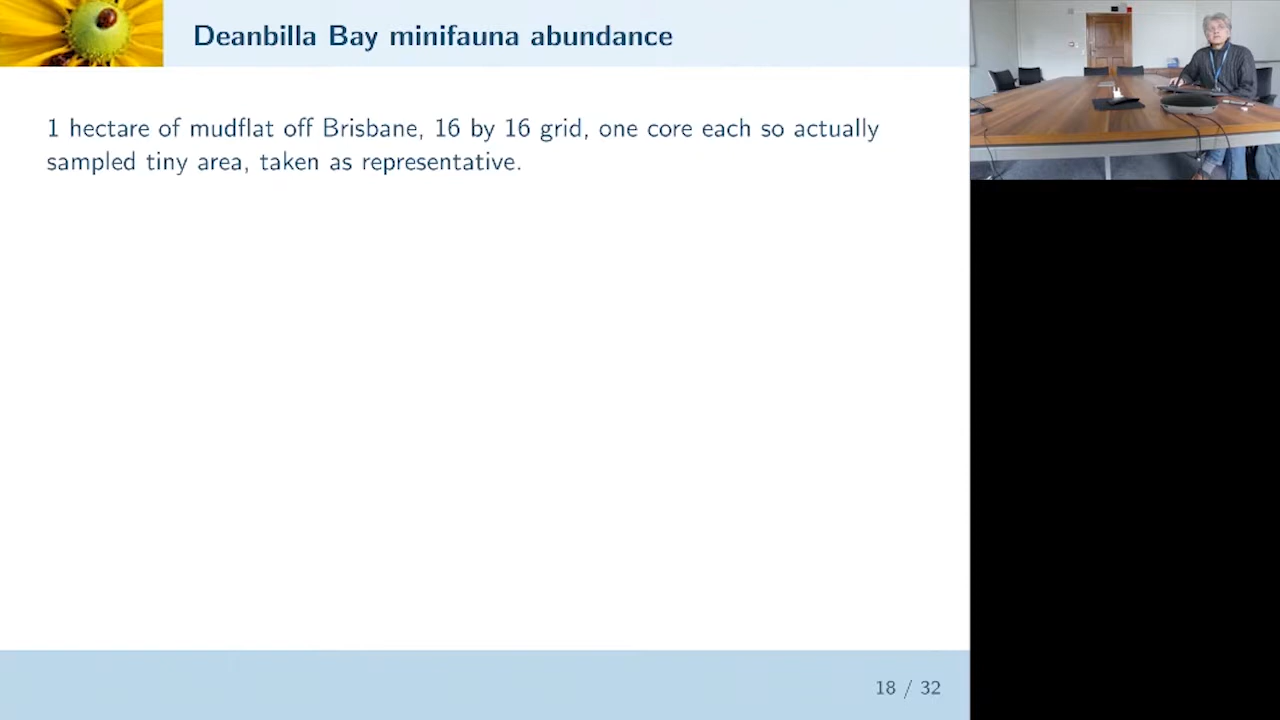 Deanbilla Bay minifauna abundance
1 hectare of mudflat off Brisbane, 16 by 16 grid, one core each so actually
sampled tiny area, taken as representative.
18 / 32